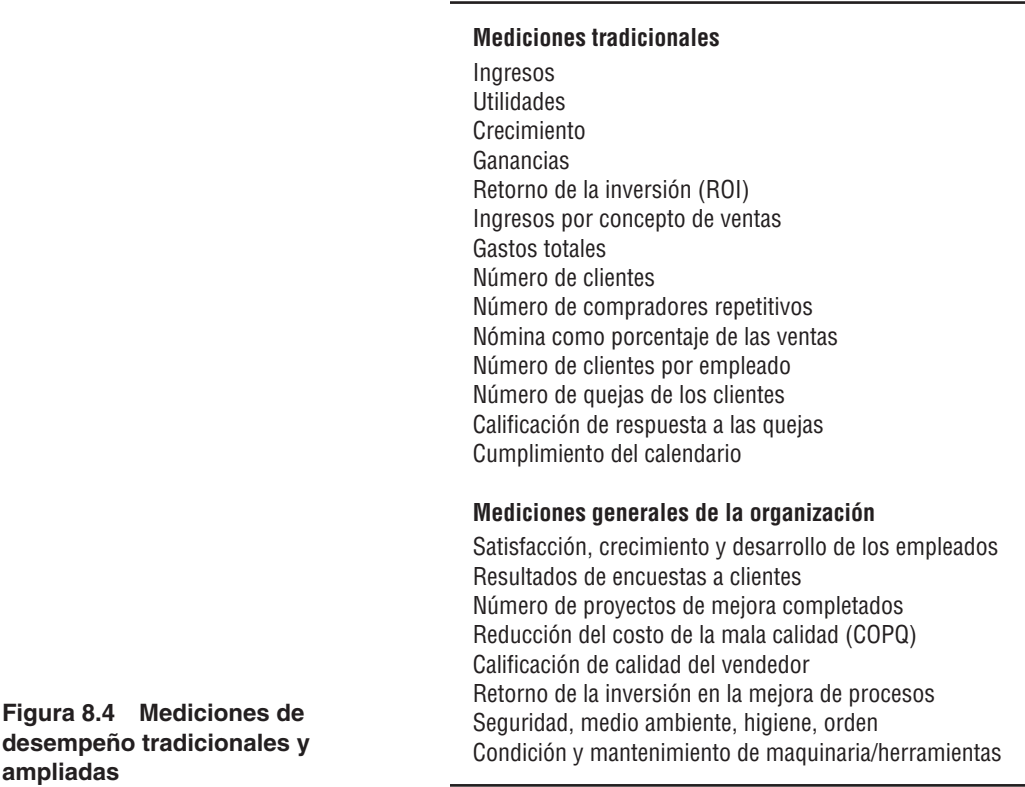 Mediciones tradicionales
Ingresos
Utilidades
Crecimiento
Ganancias
Retorno de la inversión (ROI)
Ingresos por concepto de ventas
Gastos totales
Número de clientes
Número de compradores repetitivos
Nómina como porcentaje de las ventas
Número de clientes por empleado
Número de quejas de los clientes
Calificación de respuesta a las quejas
Cumplimiento del calendario
Mediciones generales de la organización
Satisfacción, crecimiento y desarrollo de los empleados
Resultados de encuestas a clientes
Número de proyectos de mejora completados
Reducción del costo de la mala calidad (COPQ)
Calificación de calidad del vendedor
Retorno de la inversión en la mejora de procesos
Seguridad, medio ambiente, higiene, orden
Condición y mantenimiento de maquinaria/herramientas
Figura 8.4 Mediciones de
desempeño tradicionales y
ampliadas